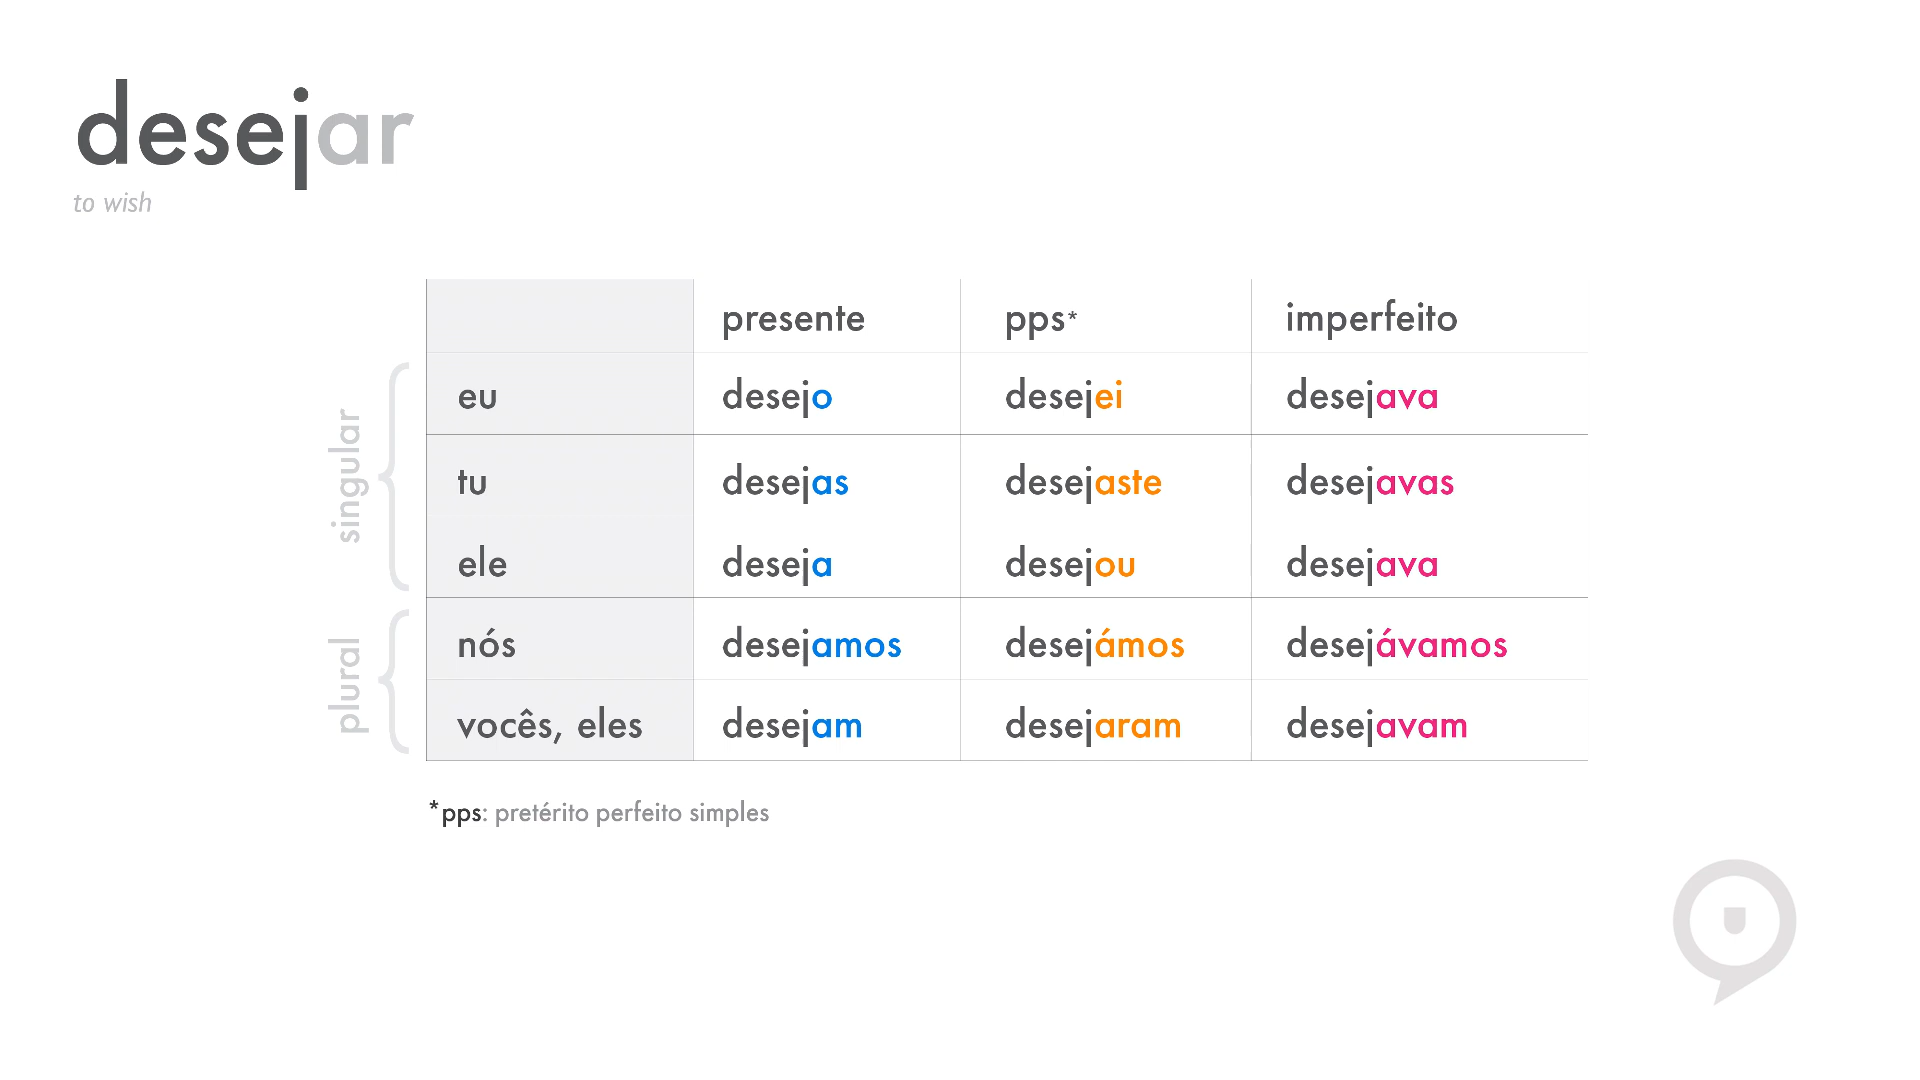 desejar
to wish
presente pps* imperfeito
singular
eu desejo desejei desejava
tu desejas desejaste desejavas
ele deseja desejou desejava
plural
nós desejamos desejámos desejávamos
vocês, eles desejam desejaram desejavam
*pps: pretérito perfeito simples